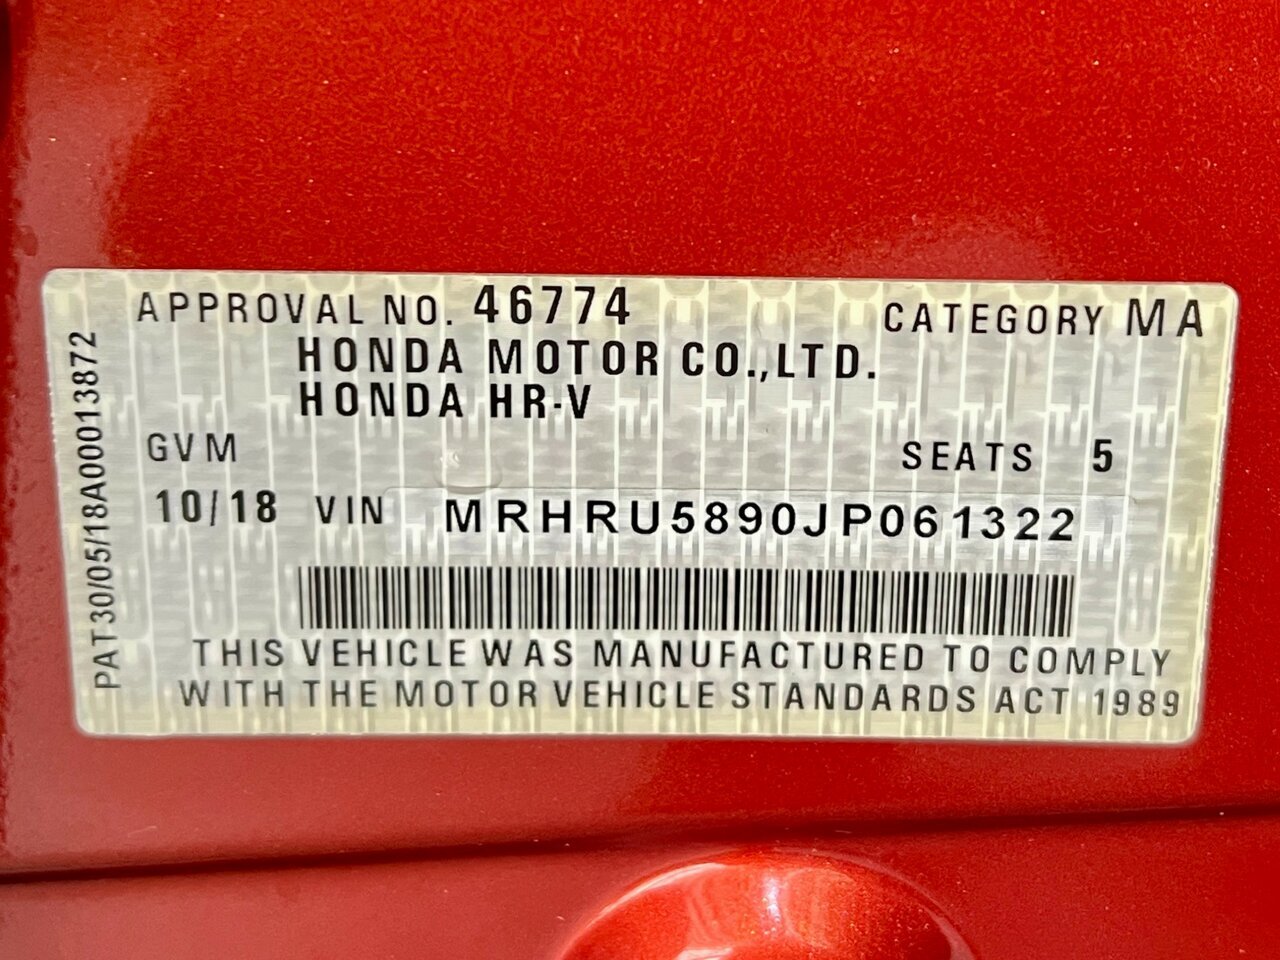 APPROVAL NO. 46774 CATEGORY MA
HONDA MOTOR CO.,LTD.
HONDA HR-V
GVM SEATS 5
10/18 VIN MRHRU5890JP061322
THIS VEHICLE WAS MANUFACTURED TO COMPLY
WITH THE MOTOR VEHICLE STANDARDS ACT 1989
PAT30/05/18A00013872